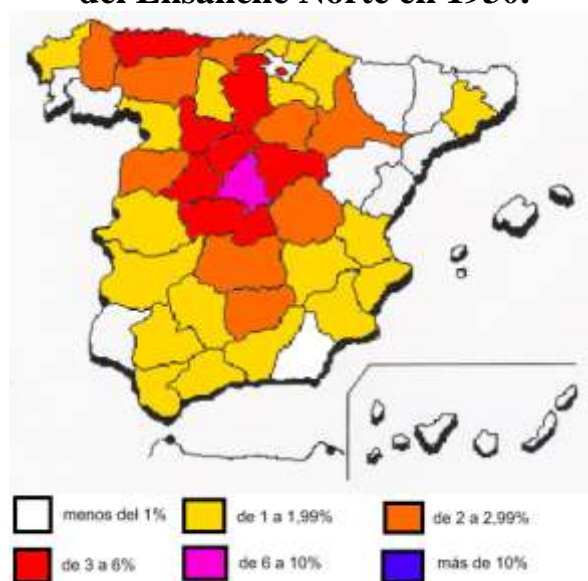 del Ensanche Norte en 1930.
menos del 1%
de 1 a 1,99%
de 2 a 2,99%
de 3 a 6%
de 6 a 10%
más de 10%